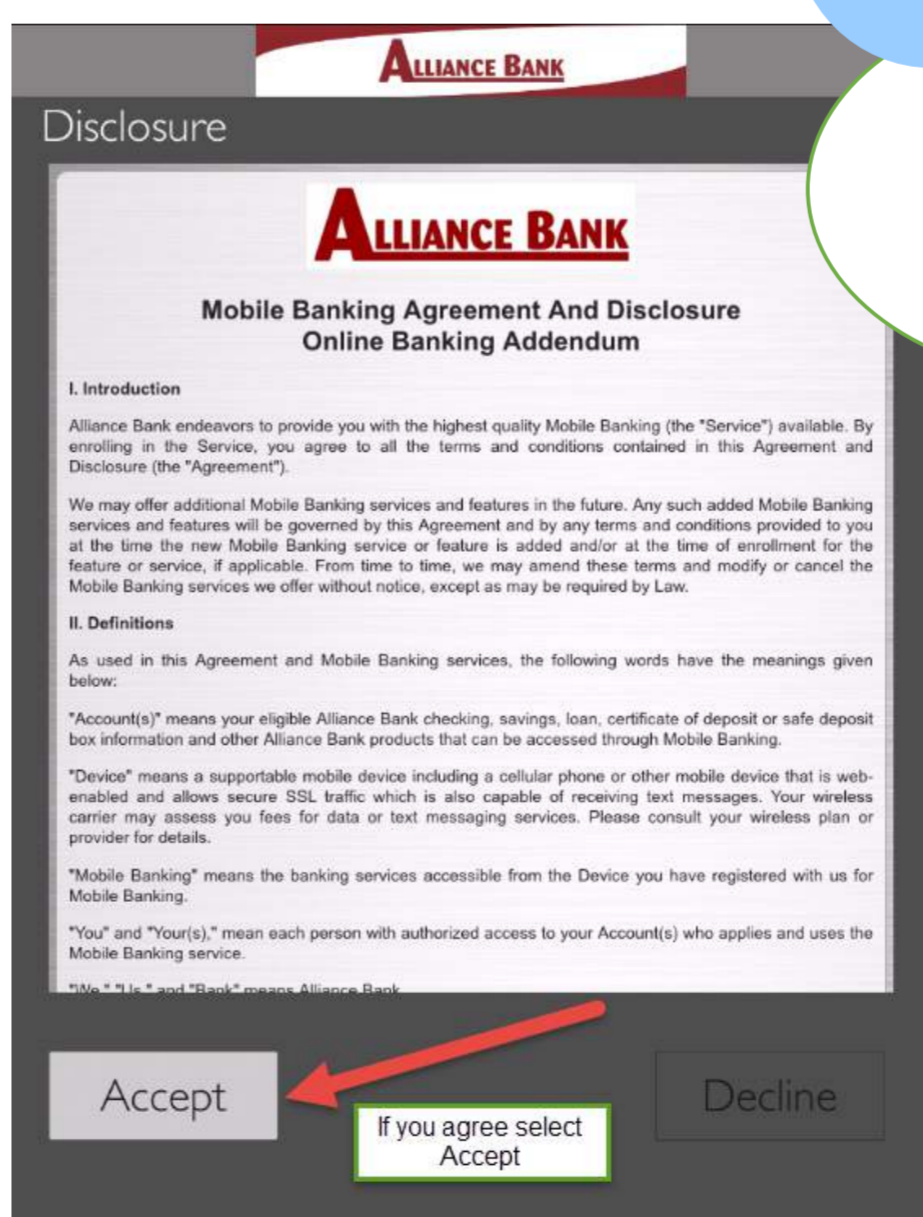 ALLIANCE BANK
Disclosure
ALLIANCE BANK
Mobile Banking Agreement And Disclosure
Online Banking Addendum
I. Introduction
Alliance Bank endeavors to provide you with the highest quality Mobile Banking (the "Service") available. By
enrolling in the Service, you agree to all the terms and conditions contained in this Agreement and
Disclosure (the "Agreement").
We may offer additional Mobile Banking services and features in the future. Any such added Mobile Banking
services and features will be governed by this Agreement and by any terms and conditions provided to you
at the time the new Mobile Banking service or feature is added and/or at the time of enrollment for the
feature or service, if applicable. From time to time, we may amend these terms and modify or cancel the
Mobile Banking services we offer without notice, except as may be required by Law.
II. Definitions
As used in this Agreement and Mobile Banking services, the following words have the meanings given
below:
"Account(s)" means your eligible Alliance Bank checking, savings, loan, certificate of deposit or safe deposit
box information and other Alliance Bank products that can be accessed through Mobile Banking.
"Device" means a supportable mobile device including a cellular phone or other mobile device that is web-
enabled and allows secure SSL traffic which is also capable of receiving text messages. Your wireless
carrier may assess you fees for data or text messaging services. Please consult your wireless plan or
provider for details.
"Mobile Banking" means the banking services accessible from the Device you have registered with us for
Mobile Banking.
"You" and "Your(s)," mean each person with authorized access to your Account(s) who applies and uses the
Mobile Banking service.
"We," "Us," and "Bank" means Alliance Bank.
Accept
Decline
If you agree select
Accept